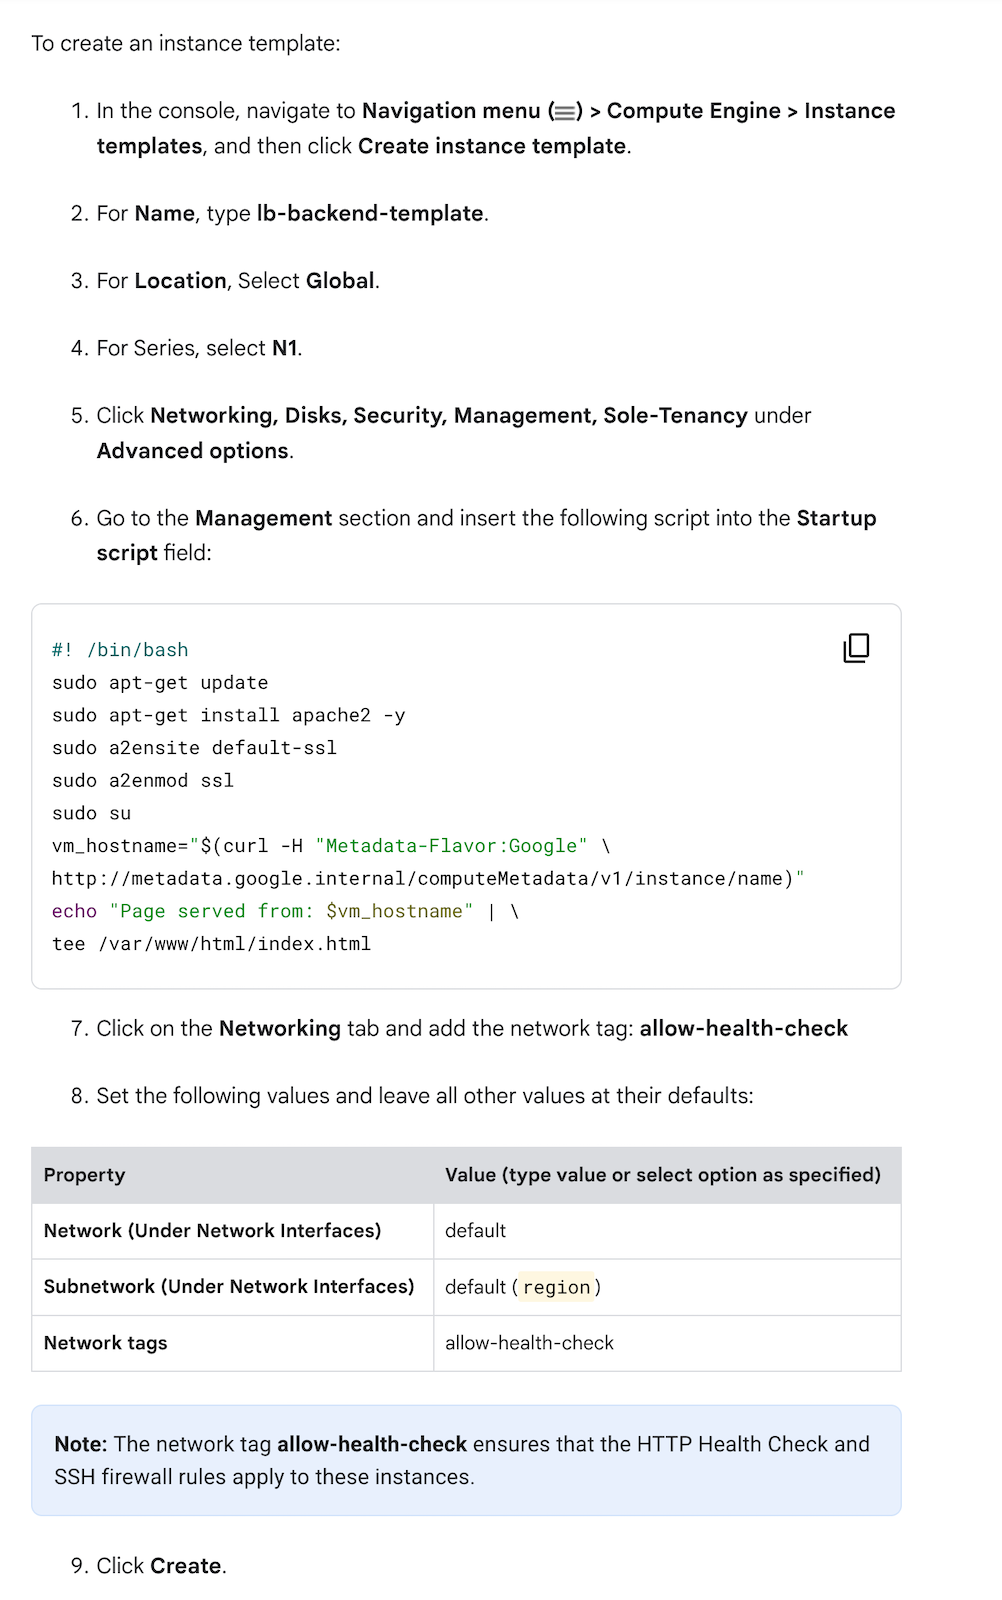 To create an instance template:
1. In the console, navigate to Navigation menu (☰) > Compute Engine > Instance
templates, and then click Create instance template.
2. For Name, type lb-backend-template.
3. For Location, Select Global.
4. For Series, select N1.
5. Click Networking, Disks, Security, Management, Sole-Tenancy under
Advanced options.
6. Go to the Management section and insert the following script into the Startup
script field:
#! /bin/bash
sudo apt-get update
sudo apt-get install apache2 -y
sudo a2ensite default-ssl
sudo a2enmod ssl
sudo su
vm_hostname="$(curl -H "Metadata-Flavor:Google" \
http://metadata.google.internal/computeMetadata/v1/instance/name)"
echo "Page served from: $vm_hostname" | \
tee /var/www/html/index.html
7. Click on the Networking tab and add the network tag: allow-health-check
8. Set the following values and leave all other values at their defaults:
Property Value (type value or select option as specified)
Network (Under Network Interfaces) default
Subnetwork (Under Network Interfaces) default (region)
Network tags allow-health-check
Note: The network tag allow-health-check ensures that the HTTP Health Check and
SSH firewall rules apply to these instances.
9. Click Create.